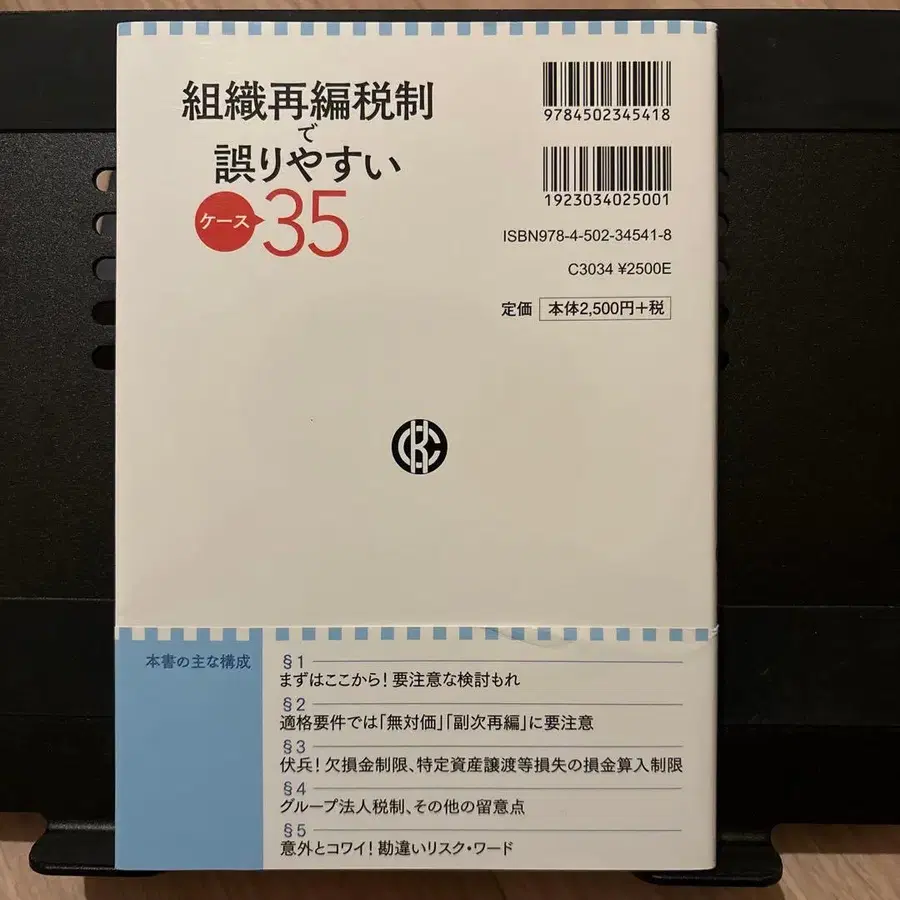 組織再編税制
で
誤りやすい
ケース 35
9784502345418
1923034025001
ISBN978-4-502-34541-8
C3034 ¥2500E
定価 本体2,500円+税
CKC
本書の主な構成
§1
まずはここから!要注意な検討もれ
§2
適格要件では「無対価」「副次再編」に要注意
§3
伏兵!欠損金制限、特定資産譲渡等損失の損金算入制限
§4
グループ法人税制、その他の留意点
§5
意外とコワイ!勘違いリスク・ワード